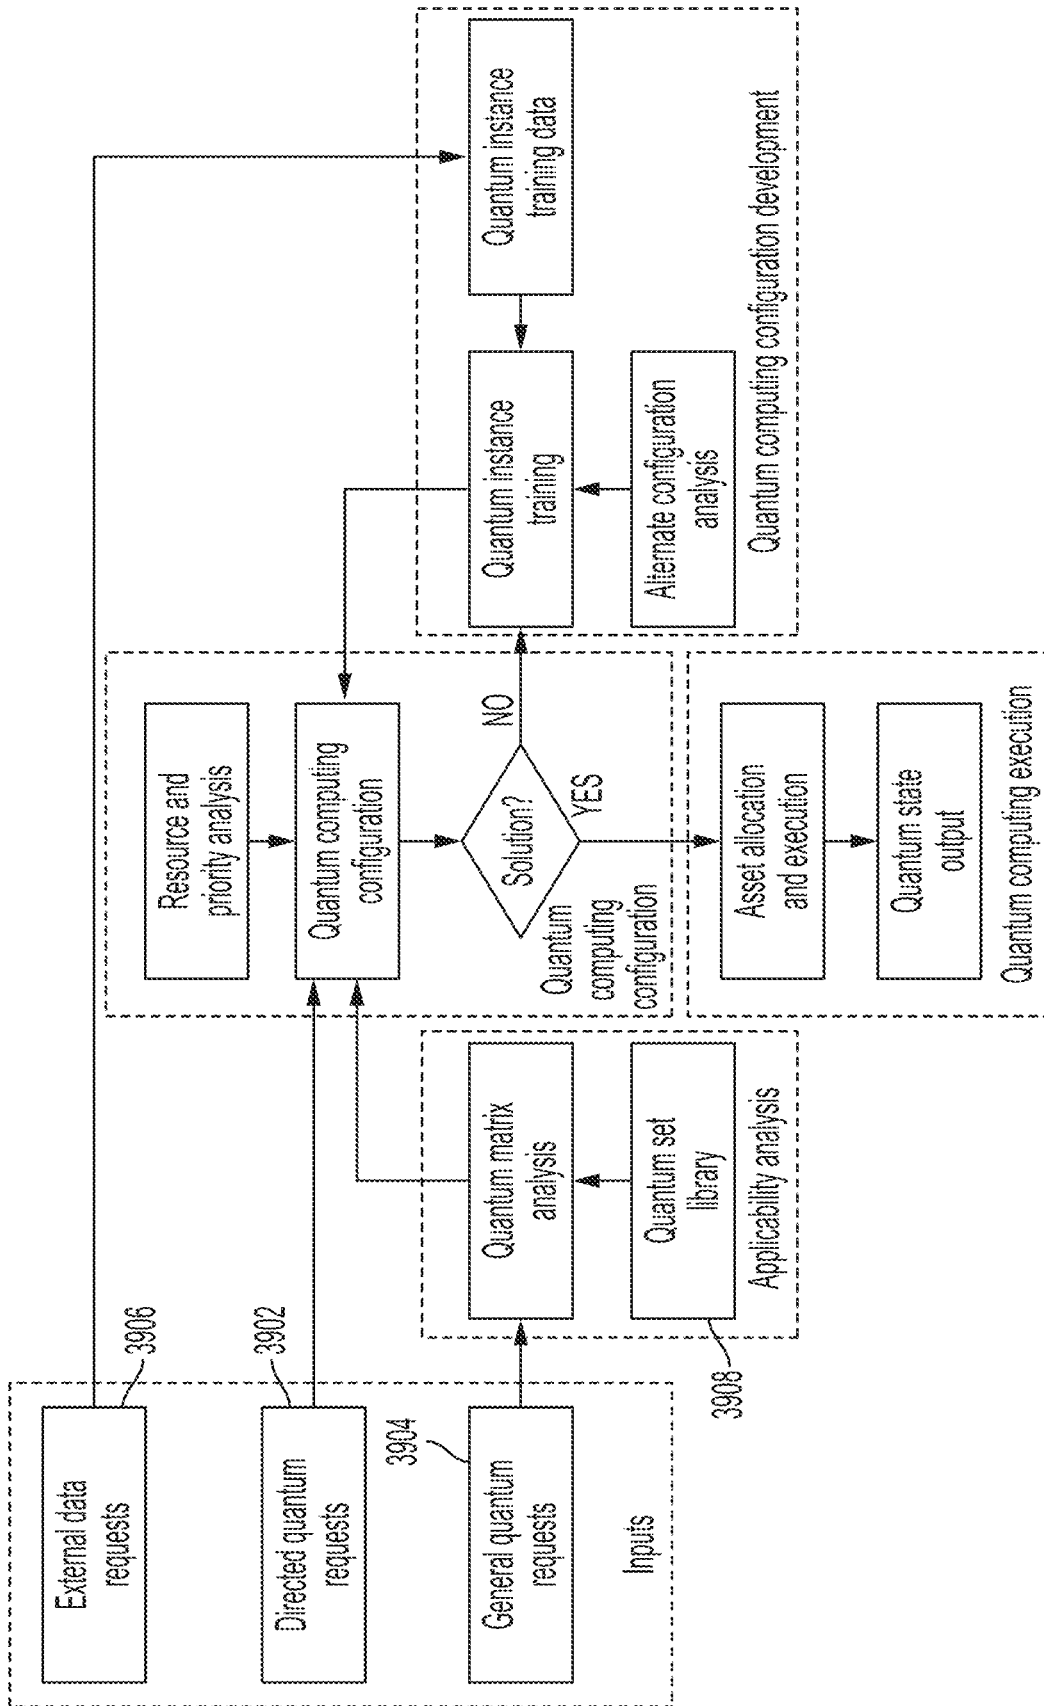 External data
requests
3906
Directed quantum
requests
3902
General quantum
requests
3904
Inputs
Quantum matrix
analysis
Quantum set
library
3908
Applicability analysis
Resource and
priority analysis
Quantum computing
configuration
Solution?
NO
YES
Quantum
computing
configuration
Asset allocation
and execution
Quantum state
output
Quantum computing execution
Quantum instance
training data
Quantum instance
training
Alternate configuration
analysis
Quantum computing configuration development